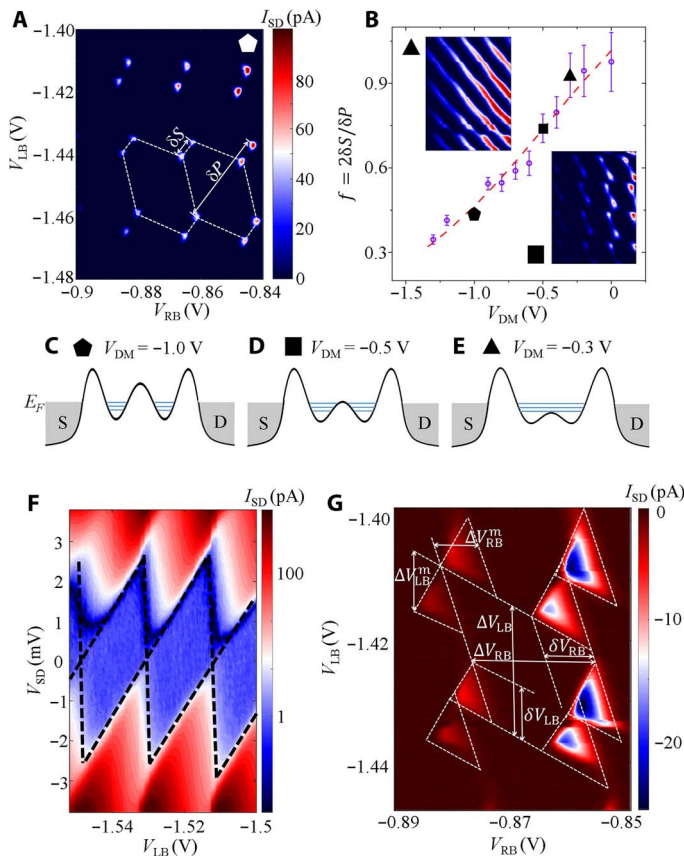 A
I_SD (pA)
−1.40
−1.42
−1.44
−1.46
−1.48
V_LB (V)
δS
δP
80
60
40
20
0
−0.9
−0.88
−0.86
−0.84
V_RB (V)
B
0.9
0.6
0.3
f = 2δS/δP
−1.5
−1.0
−0.5
0
V_DM (V)
C
V_DM = −1.0 V
D
V_DM = −0.5 V
E
V_DM = −0.3 V
E_F
S
D
S
D
S
D
F
I_SD (pA)
3
2
1
0
-1
-2
-3
V_SD (mV)
100
1
−1.54
−1.52
−1.5
V_LB (V)
G
I_SD (pA)
−1.40
−1.42
−1.44
V_LB (V)
ΔV^m_RB
ΔV^m_LB
ΔV_LB
ΔV_RB
δV_RB
δV_LB
0
−10
−20
−0.89
−0.87
−0.85
V_RB (V)